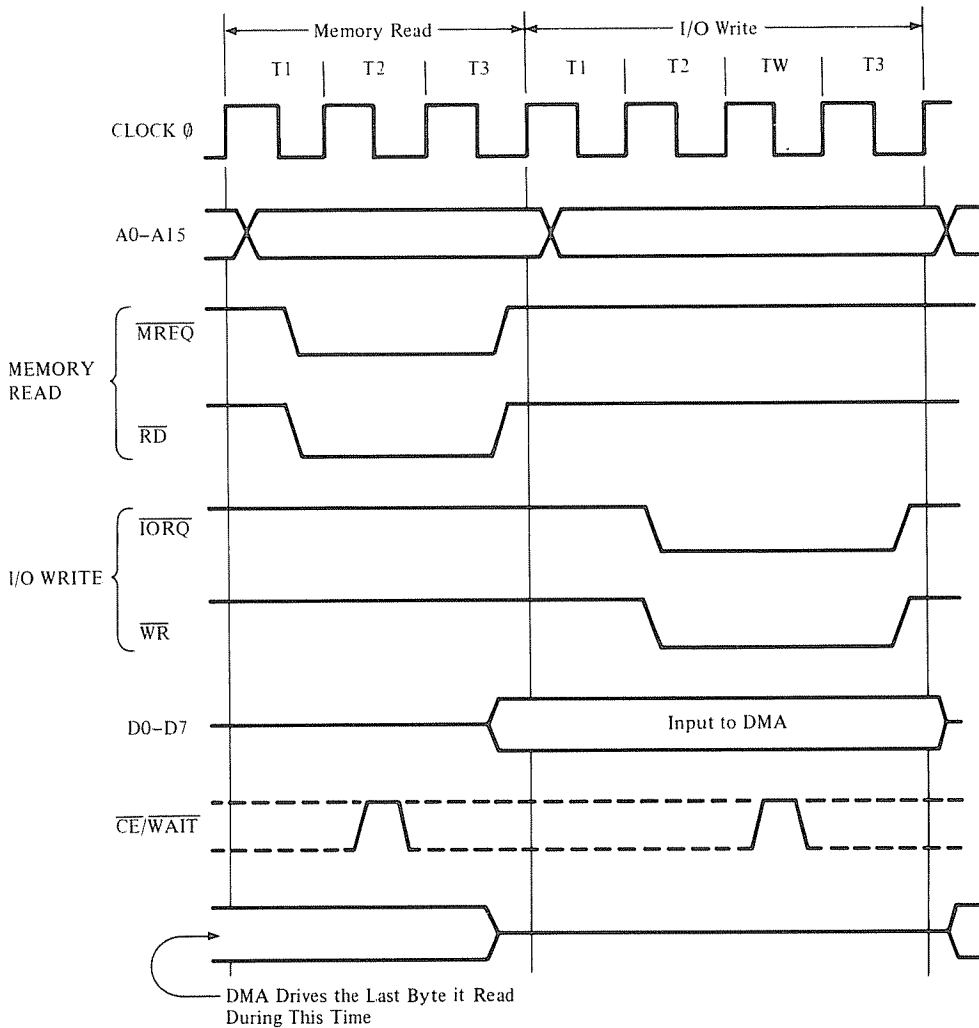 Memory Read I/O Write
T1 T2 T3 T1 T2 TW T3
CLOCK Ø
A0–A15
MREQ
MEMORY
READ
RD
IORQ
I/O WRITE
WR
D0–D7 Input to DMA
CE/WAIT
DMA Drives the Last Byte it Read
During This Time